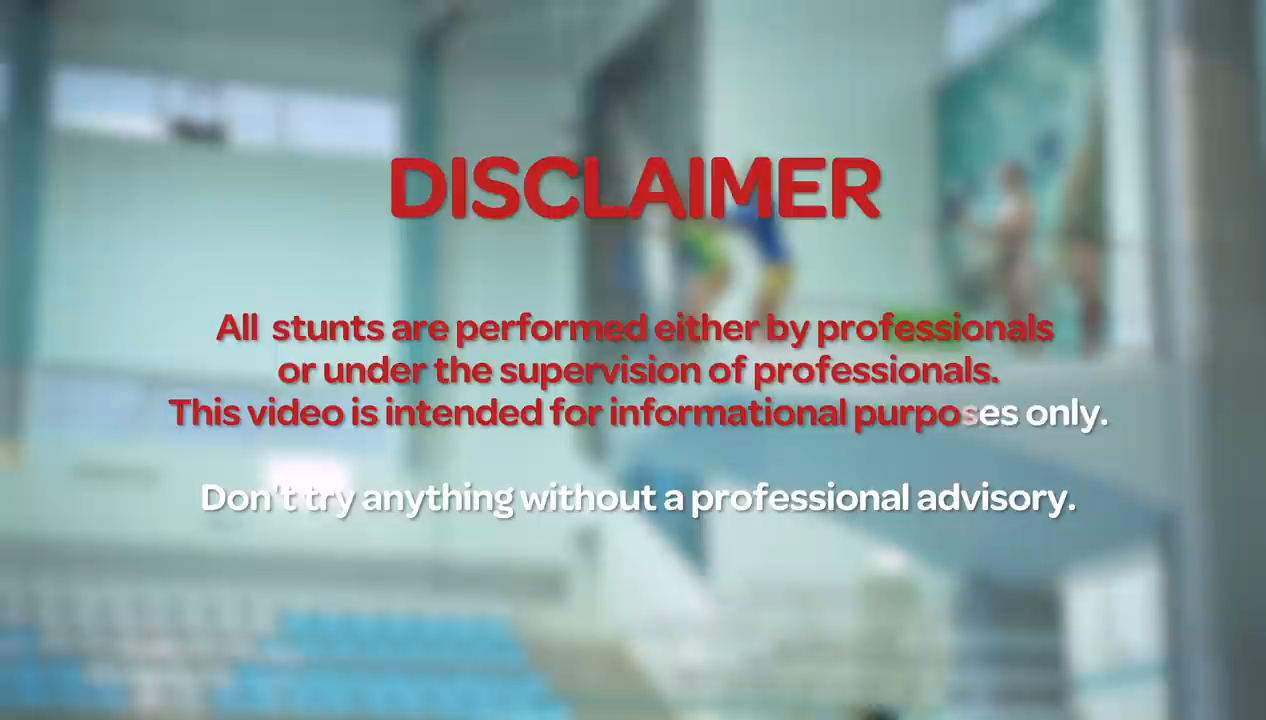 DISCLAIMER
All stunts are performed either by professionals
or under the supervision of professionals.
This video is intended for informational purposes only.
Don't try anything without a professional advisory.